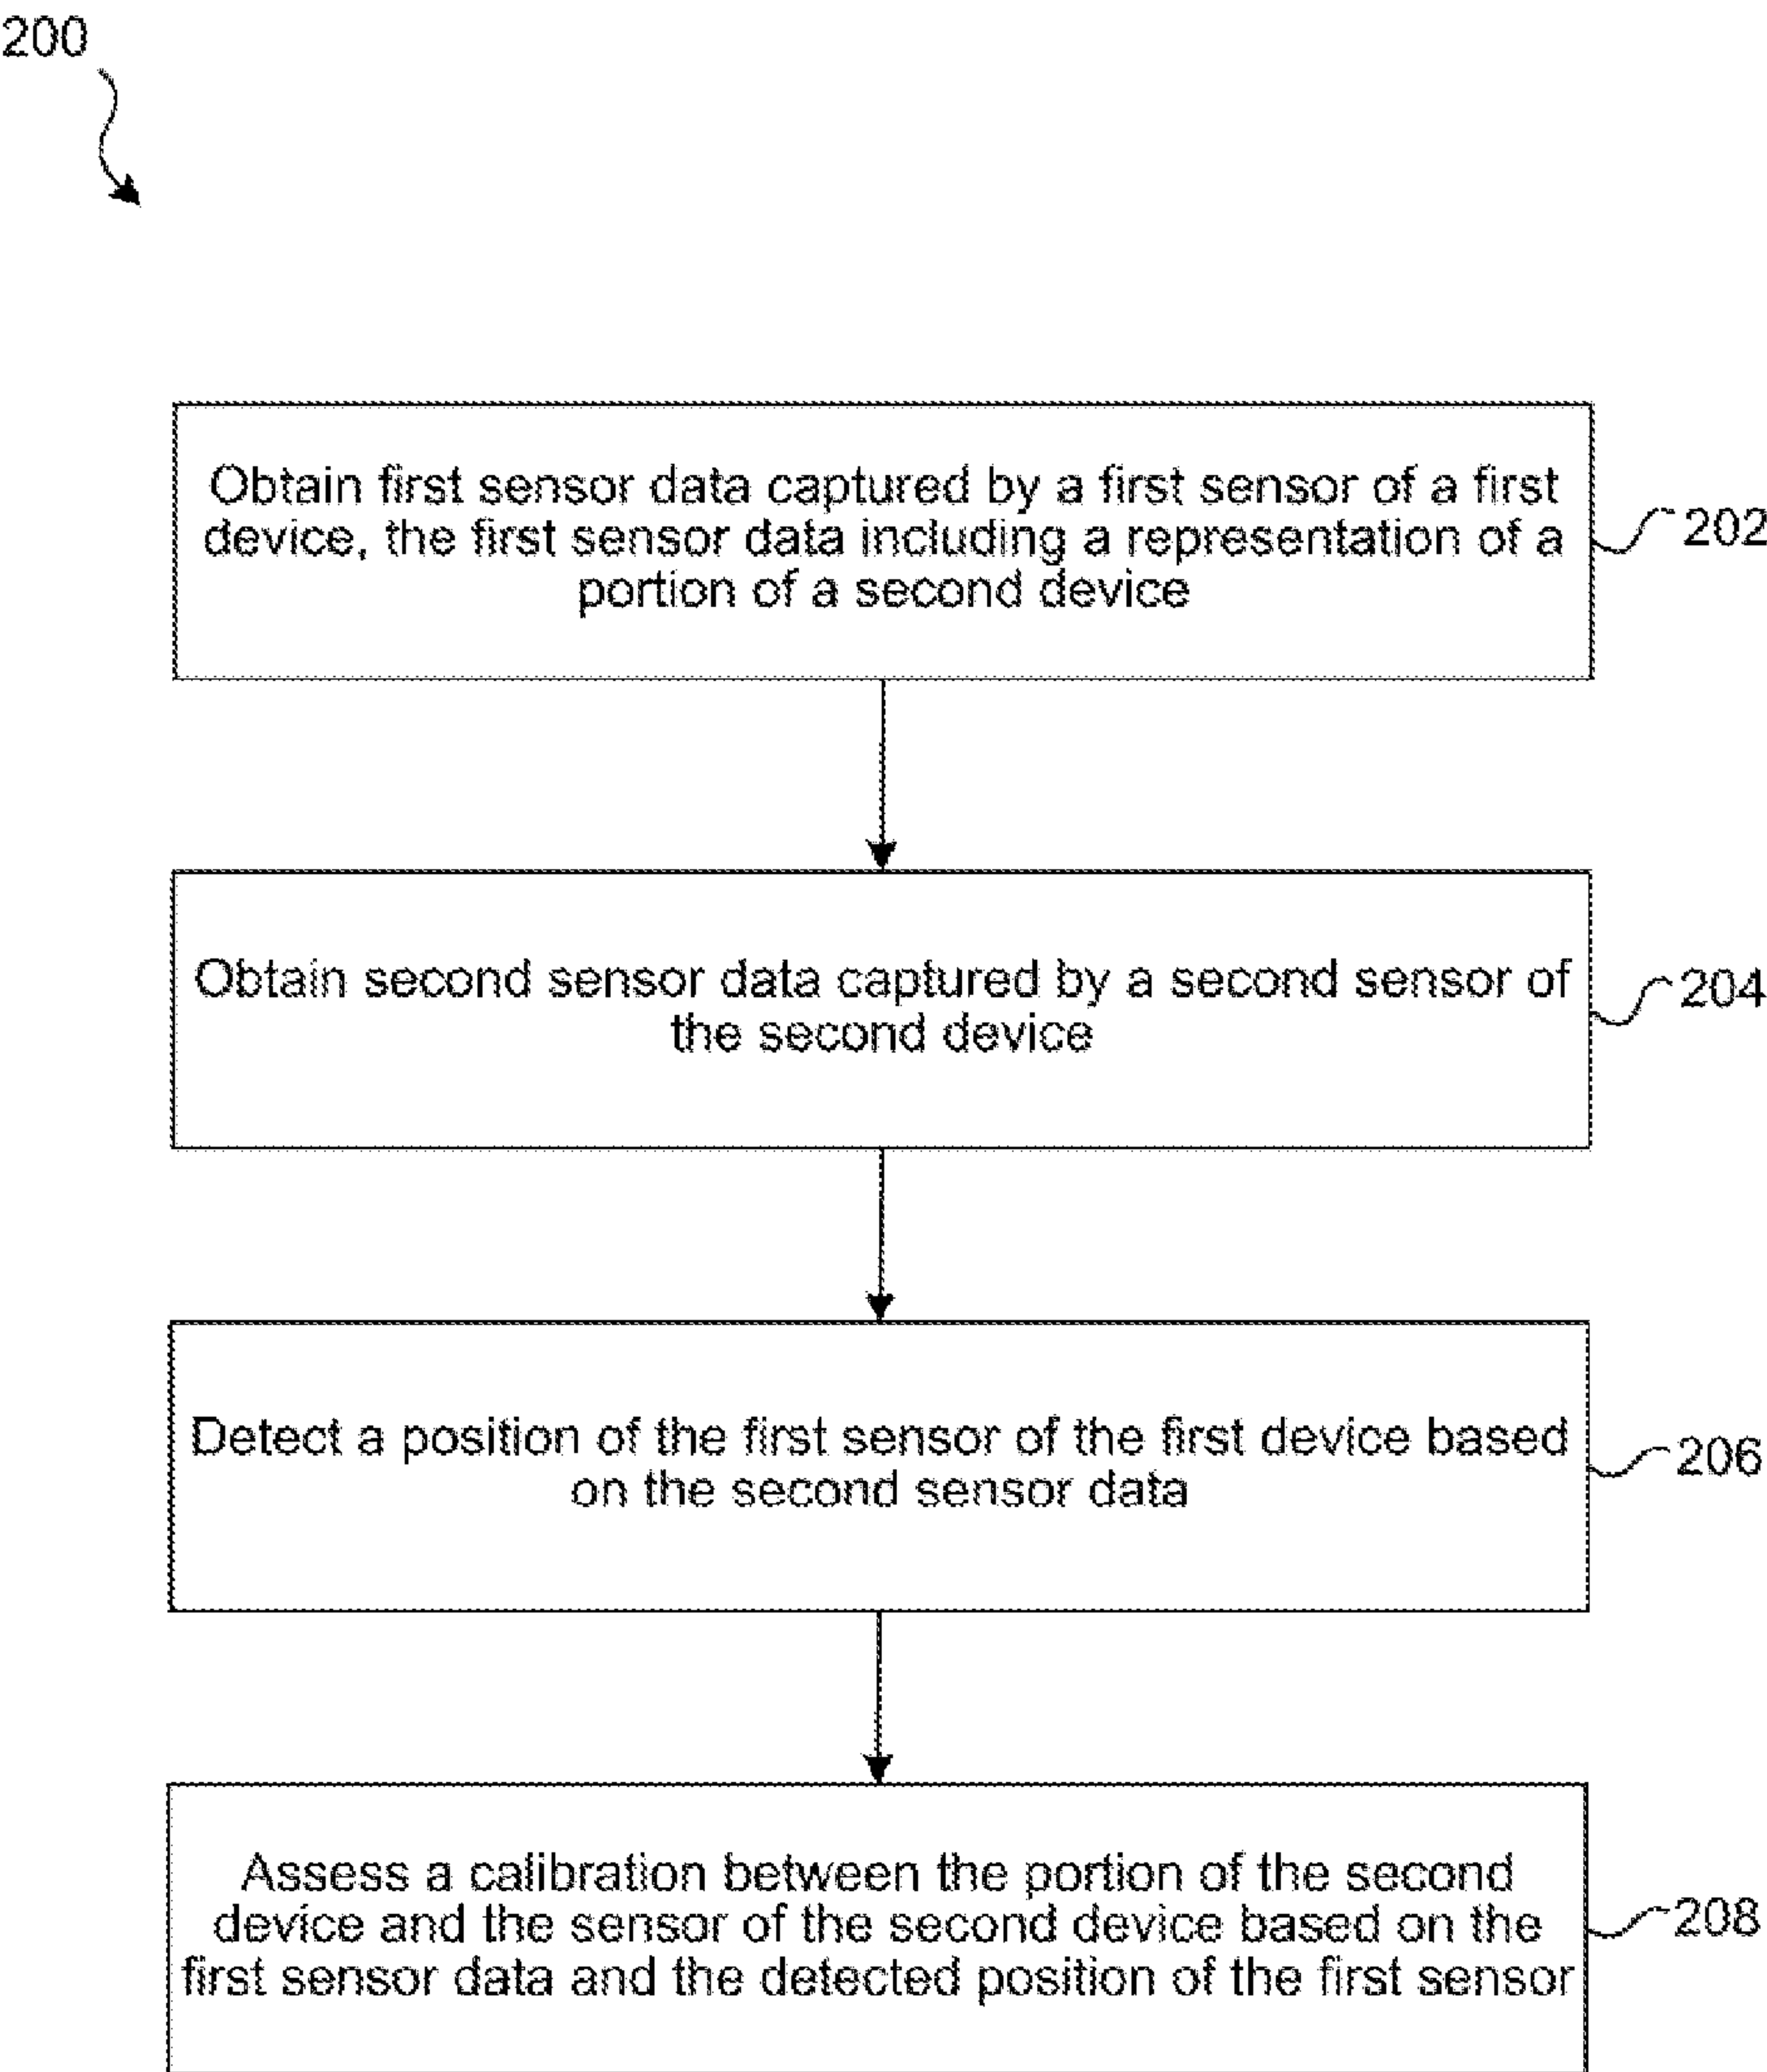 200
Obtain first sensor data captured by a first sensor of a first
device, the first sensor data including a representation of a
portion of a second device
202
Obtain second sensor data captured by a second sensor of
the second device
204
Detect a position of the first sensor of the first device based
on the second sensor data
206
Assess a calibration between the portion of the second
device and the sensor of the second device based on the
first sensor data and the detected position of the first sensor
208